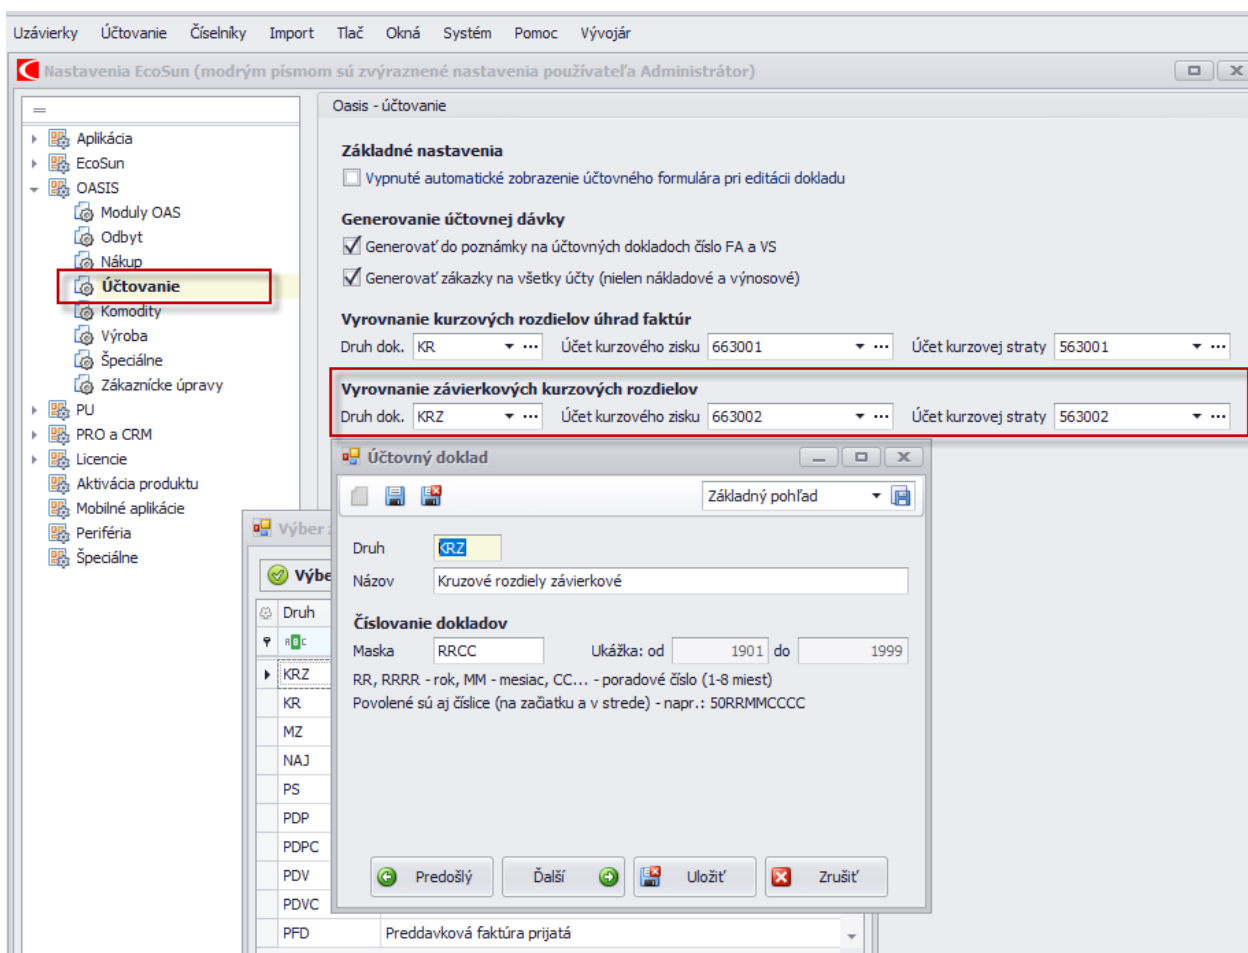 Uzávierky Účtovanie Číselníky Import Tlač Okná Systém Pomoc Vývojár
Nastavenia EcoSun (modrým písmom sú zvýraznené nastavenia používateľa Administrátor)
=
Aplikácia
EcoSun
OASIS
Moduly OAS
Odbyt
Nákup
Účtovanie
Komodity
Výroba
Špeciálne
Zákaznícke úpravy
PU
PRO a CRM
Licencie
Aktivácia produktu
Mobilné aplikácie
Periféria
Špeciálne
Oasis - účtovanie
Základné nastavenia
Vypnuté automatické zobrazenie účtovného formulára pri editácii dokladu
Generovanie účtovnej dávky
Generovať do poznámky na účtovných dokladoch číslo FA a VS
Generovať zákazky na všetky účty (nielen nákladové a výnosové)
Vyrovnanie kurzových rozdielov úhrad faktúr
Druh dok. KR Účet kurzového zisku 663001 Účet kurzovej straty 563001
Vyrovnanie závierkových kurzových rozdielov
Druh dok. KRZ Účet kurzového zisku 663002 Účet kurzovej straty 563002
Výber
Výbe
Druh
ABC
KRZ
KR
MZ
NAJ
PS
PDP
PDPC
PDV
PDVC
PFD Preddavková faktúra prijatá
Účtovný doklad
Základný pohľad
Druh KRZ
Názov Kruzové rozdiely závierkové
Číslovanie dokladov
Maska RRCC Ukážka: od 1901 do 1999
RR, RRRR - rok, MM - mesiac, CC... - poradové číslo (1-8 miest)
Povolené sú aj číslice (na začiatku a v strede) - napr.: 50RRMMCCCC
Predošlý Ďalší Uložiť Zrušiť